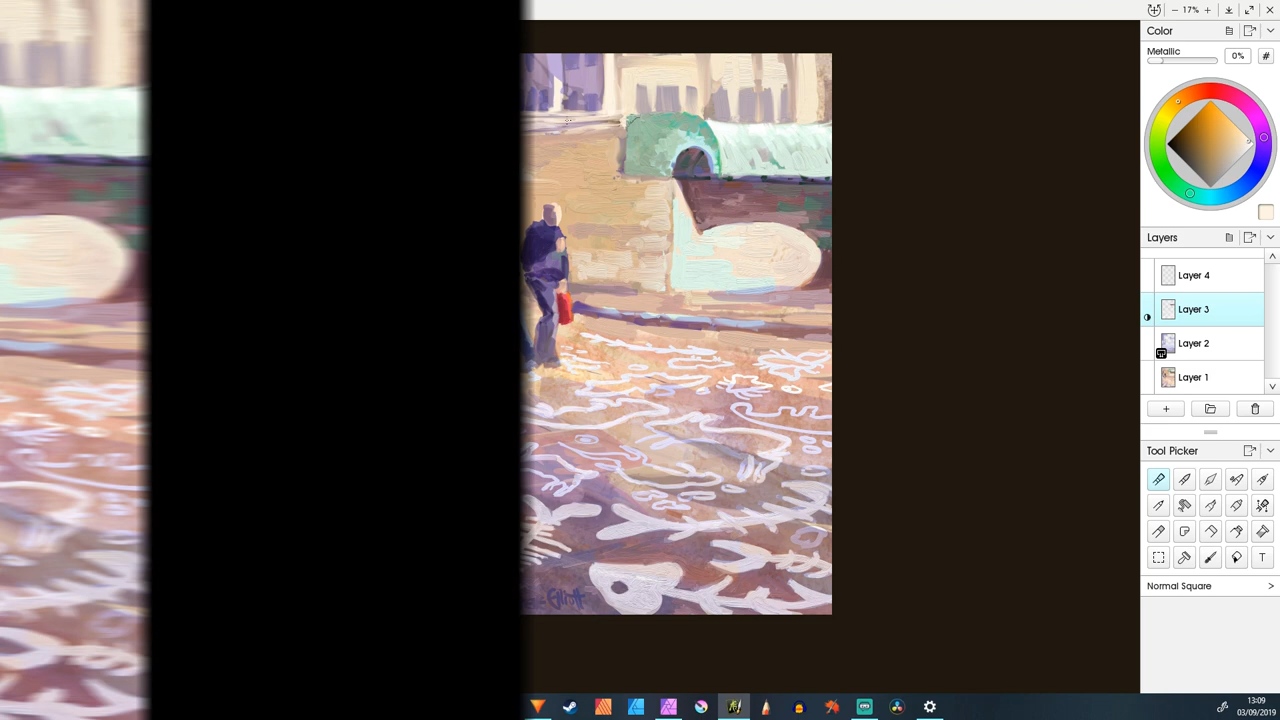 17%
Color
Metallic
0%
#
Layers
Layer 4
Layer 3
Layer 2
Layer 1
Tool Picker
T
Normal Square
Elliott
13:09
03/09/2019